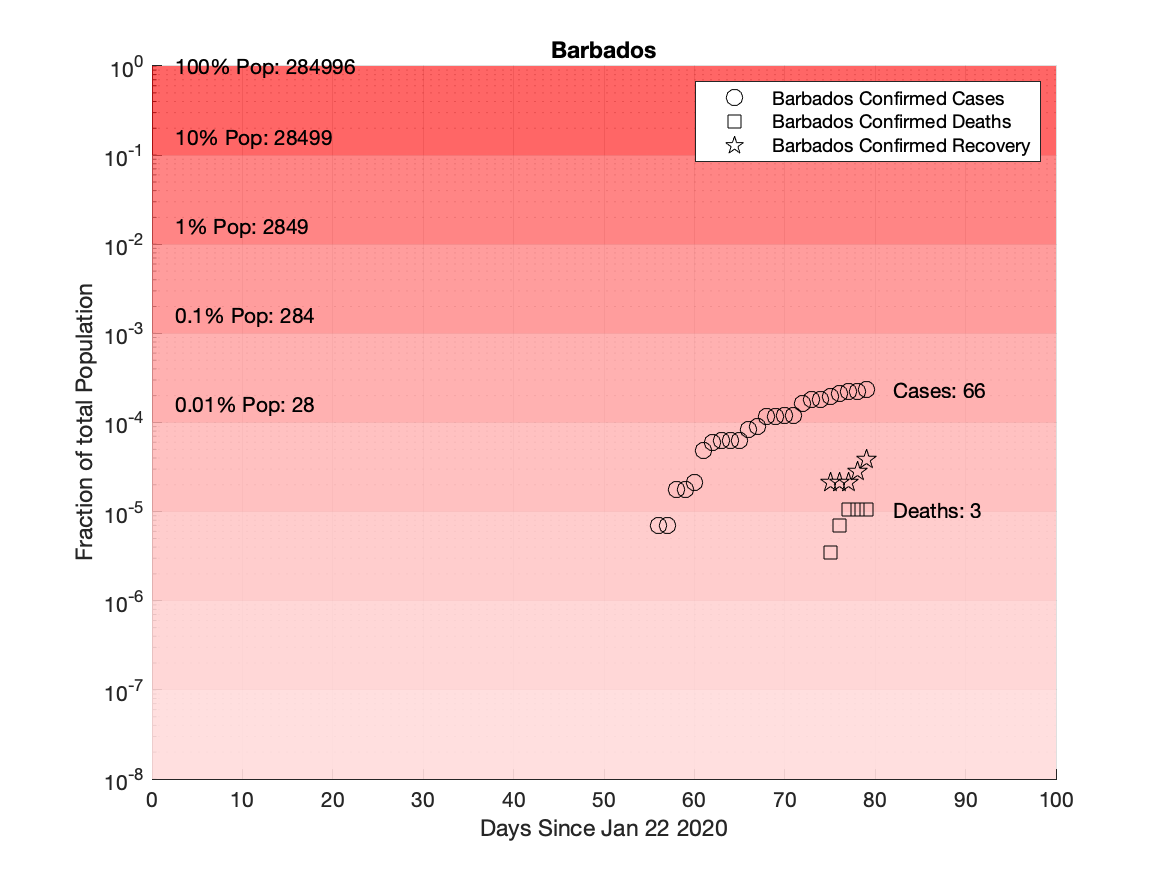 Barbados
10^0
10^-1
10^-2
10^-3
10^-4
10^-5
10^-6
10^-7
10^-8
Fraction of total Population
100% Pop: 284996
10% Pop: 28499
1% Pop: 2849
0.1% Pop: 284
0.01% Pop: 28
Barbados Confirmed Cases
Barbados Confirmed Deaths
Barbados Confirmed Recovery
Cases: 66
Deaths: 3
0 10 20 30 40 50 60 70 80 90 100
Days Since Jan 22 2020